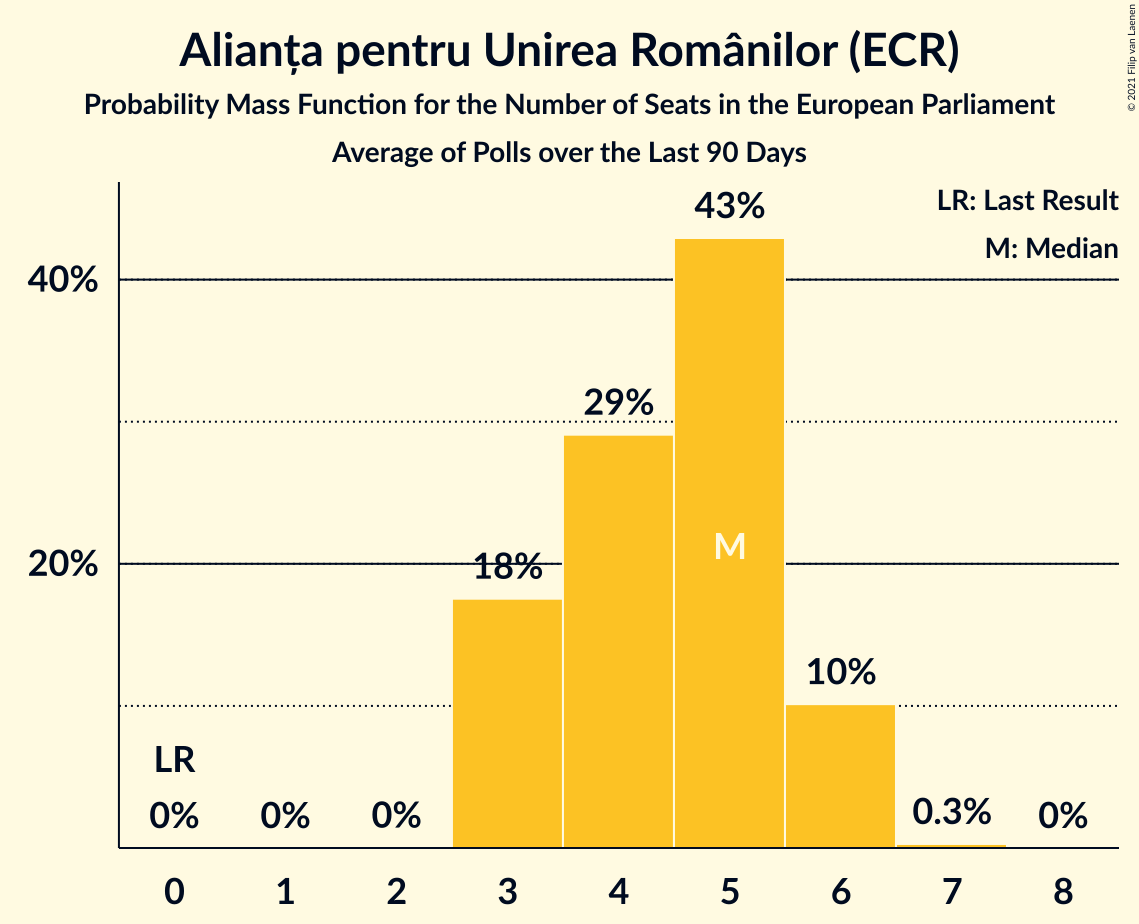 Alianța pentru Unirea Românilor (ECR)
Probability Mass Function for the Number of Seats in the European Parliament
Average of Polls over the Last 90 Days
© 2021 Filip van Laenen
LR: Last Result
M: Median
43%
40%
29%
M
20%
18%
10%
LR
0%
0%
0%
0.3%
0%
0 1 2 3 4 5 6 7 8